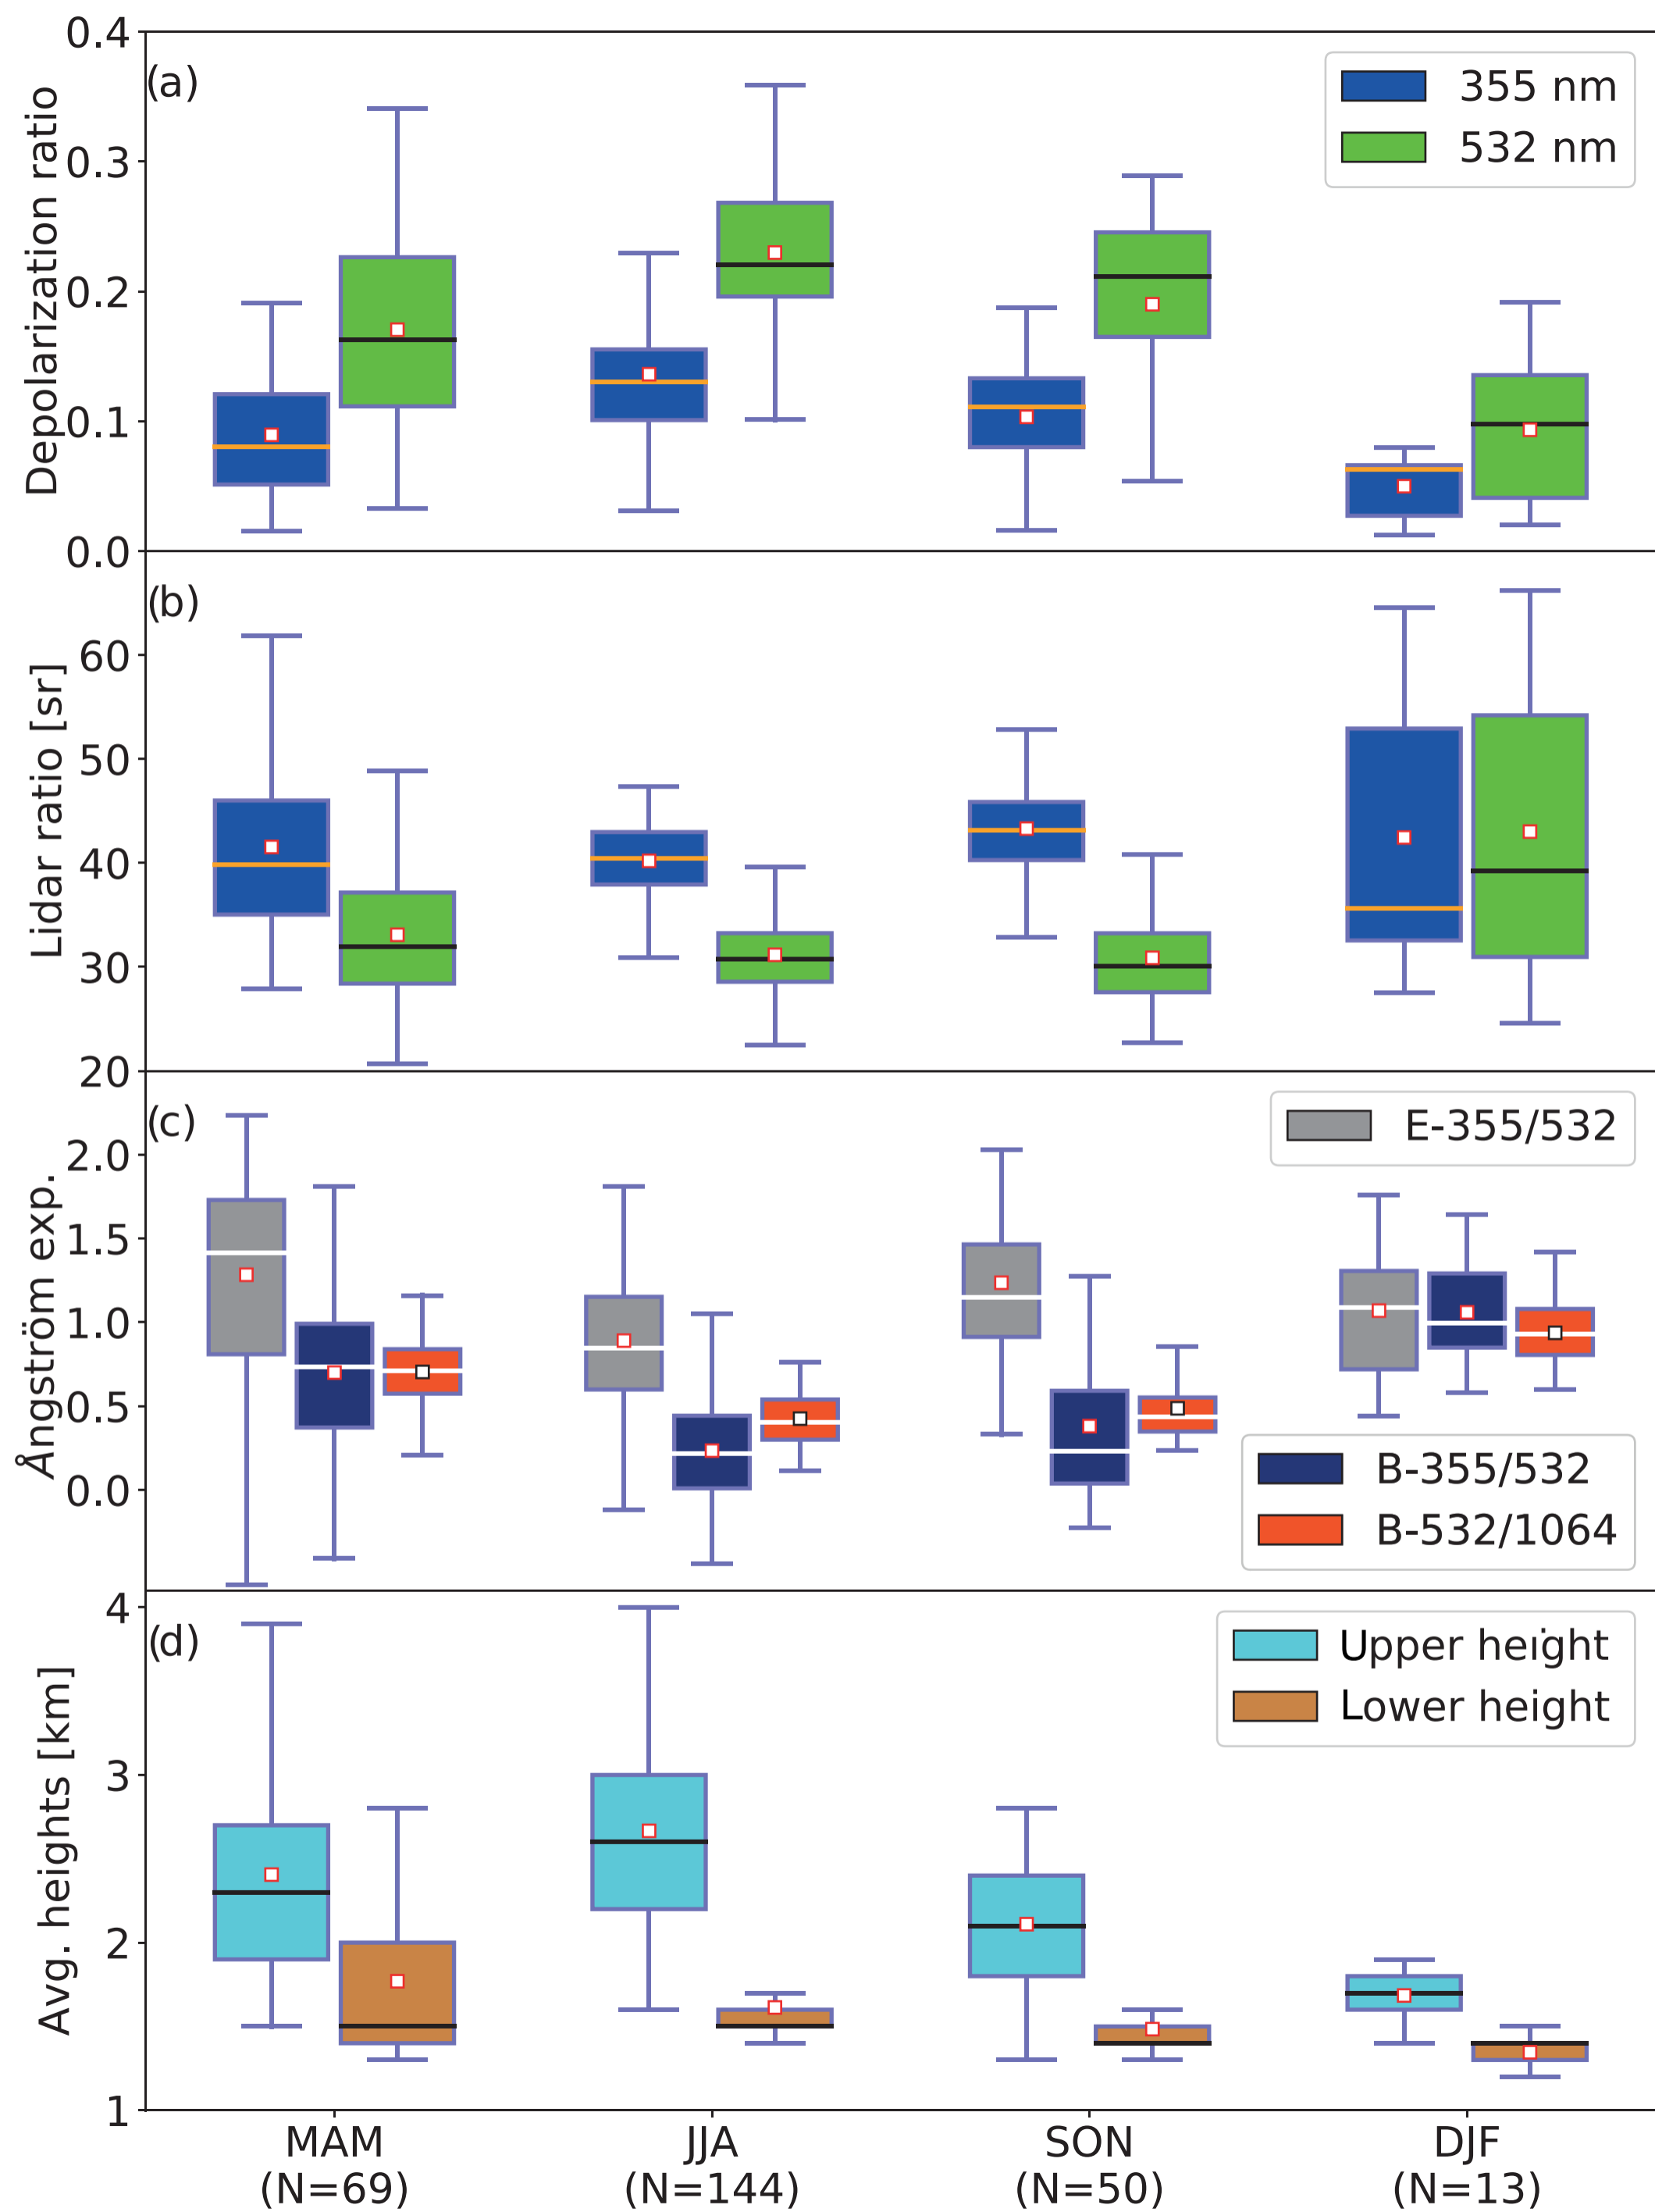 (a)
Depolarization ratio
0.4
0.3
0.2
0.1
0.0
355 nm
532 nm
(b)
Lidar ratio [sr]
60
50
40
30
20
(c)
Ångström exp.
2.0
1.5
1.0
0.5
0.0
E-355/532
B-355/532
B-532/1064
(d)
Avg. heights [km]
4
3
2
1
Upper height
Lower height
MAM JJA SON DJF
(N=69) (N=144) (N=50) (N=13)